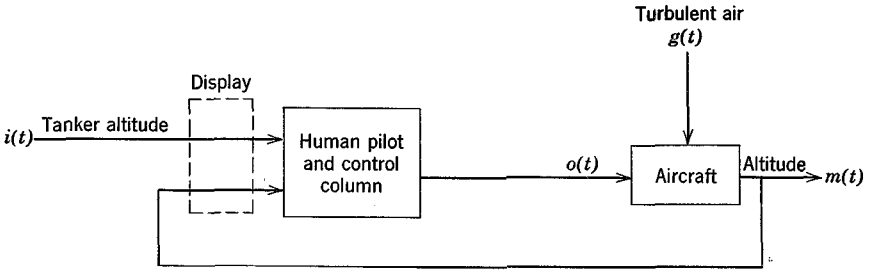 Turbulent air
g(t)
Display
i(t)
Tanker altitude
Human pilot
and control
column
o(t)
Aircraft
Altitude
m(t)